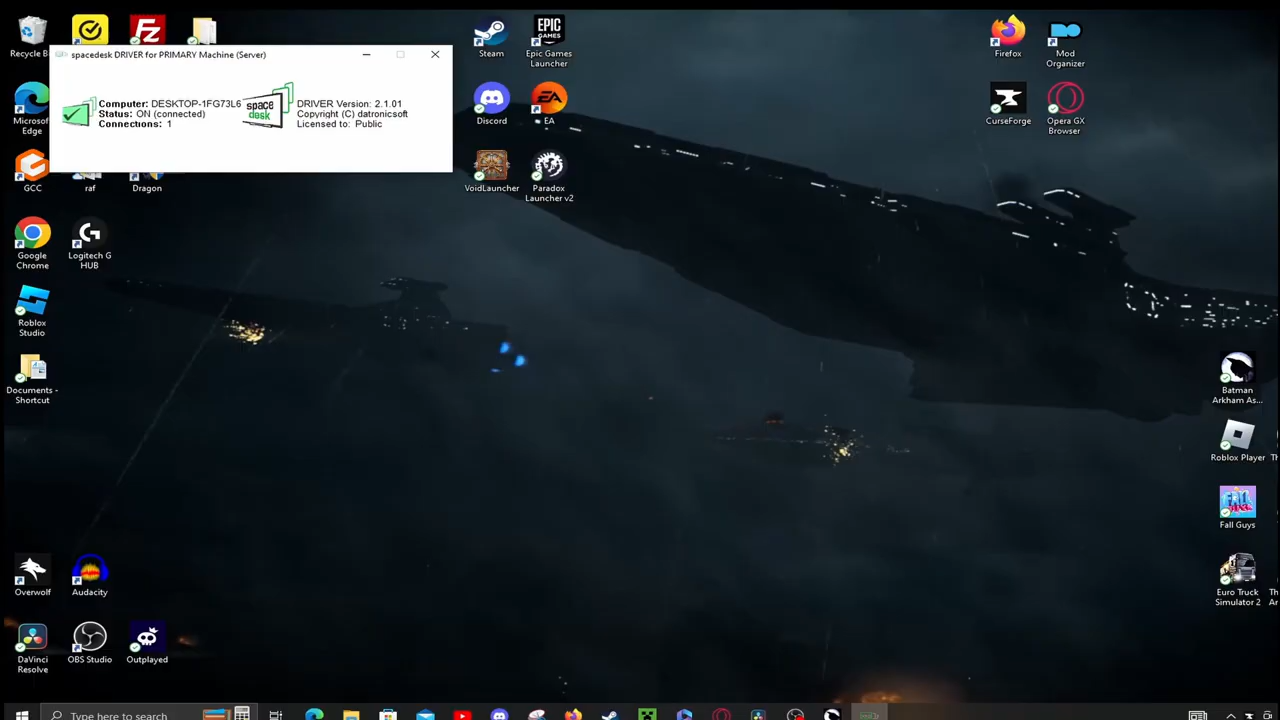 Recycle B
spacedesk DRIVER for PRIMARY Machine (Server)
Computer: DESKTOP-1FG73L6
Status: ON (connected)
Connections: 1
space
desk
DRIVER Version: 2.1.01
Copyright (C) datronicsoft
Licensed to: Public
Steam
Epic Games
Launcher
Firefox
Mod
Organizer
Microsof
Edge
Discord
EA
CurseForge
Opera GX
Browser
GCC
raf
Dragon
VoidLauncher
Paradox
Launcher v2
Google
Chrome
Logitech G
HUB
Roblox
Studio
Documents -
Shortcut
Batman
Arkham As...
Roblox Player
Th
Fall Guys
Overwolf
Audacity
Euro Truck
Simulator 2
Th
Ar
DaVinci
Resolve
OBS Studio
Outplayed
Type here to search